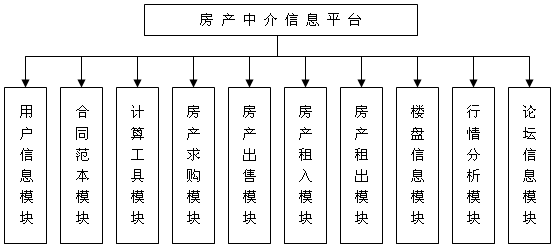 房产中介信息平台
用户信息模块
合同范本模块
计算工具模块
房产求购模块
房产出售模块
房产租入模块
房产租出模块
楼盘信息模块
行情分析模块
论坛信息模块